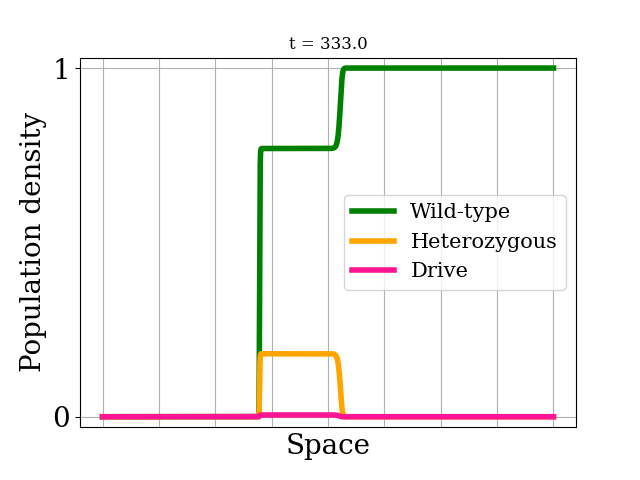 t = 333.0
1
Population density
Wild-type
Heterozygous
Drive
0
Space